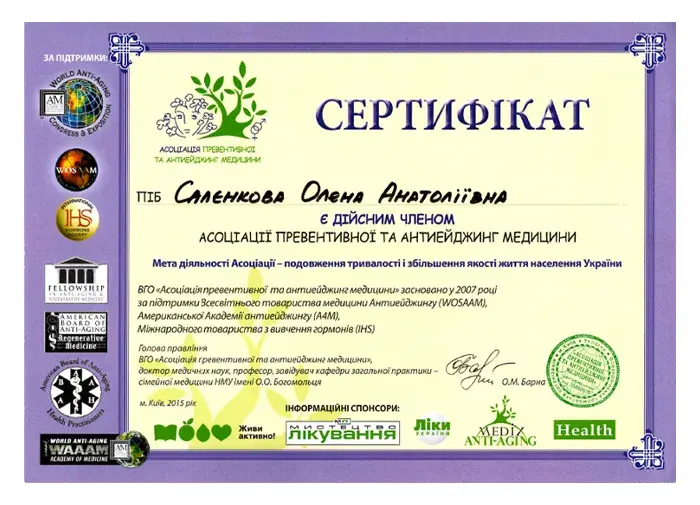 ЗА ПІДТРИМКИ:
WORLD ANTI-AGING
CONGRESS & EXPOSITION
WOSAAM
INTERNATIONAL
IHS
HORMONE
SOCIETY
FELLOWSHIP
IN ANTI-AGING &
REGENERATIVE MEDICINE
AMERICAN
BOARD OF
ANTI-AGING
Regenerative
Medicine
American Board of Anti-Aging
ABAAHP
Health Practitioners
WORLD ANTI-AGING
WAAAM
ACADEMY OF MEDICINE
АСОЦІАЦІЯ ПРЕВЕНТИВНОЇ
ТА АНТИЕЙДЖИНГ МЕДИЦИНИ
СЕРТИФІКАТ
ПІБ Саленкова Олена Анатоліївна
Є ДІЙСНИМ ЧЛЕНОМ
АСОЦІАЦІЇ ПРЕВЕНТИВНОЇ ТА АНТИЕЙДЖИНГ МЕДИЦИНИ
Мета діяльності Асоціації – подовження тривалості і збільшення якості життя населення України
ВГО «Асоціація превентивної та антиейджинг медицини» засновано у 2007 році
за підтримки Всесвітнього товариства медицини Антиейджингу (WOSAAM),
Американської Академії антиейджингу (A4M),
Міжнародного товариства з вивчення гормонів (IHS)
Голова правління
ВГО «Асоціація превентивної та антиейджинг медицини»,
доктор медичних наук, професор, завідувач кафедри загальної практики –
сімейної медицини НМУ імені О.О. Богомольця
О.М. Барна
м. Київ, 2015 рік
ІНФОРМАЦІЙНІ СПОНСОРИ:
Живи
активно!
МИСТЕЦТВО
ЛІКУВАННЯ
Ліки
УКРАЇНИ
MEDIX
ANTI-AGING
Health